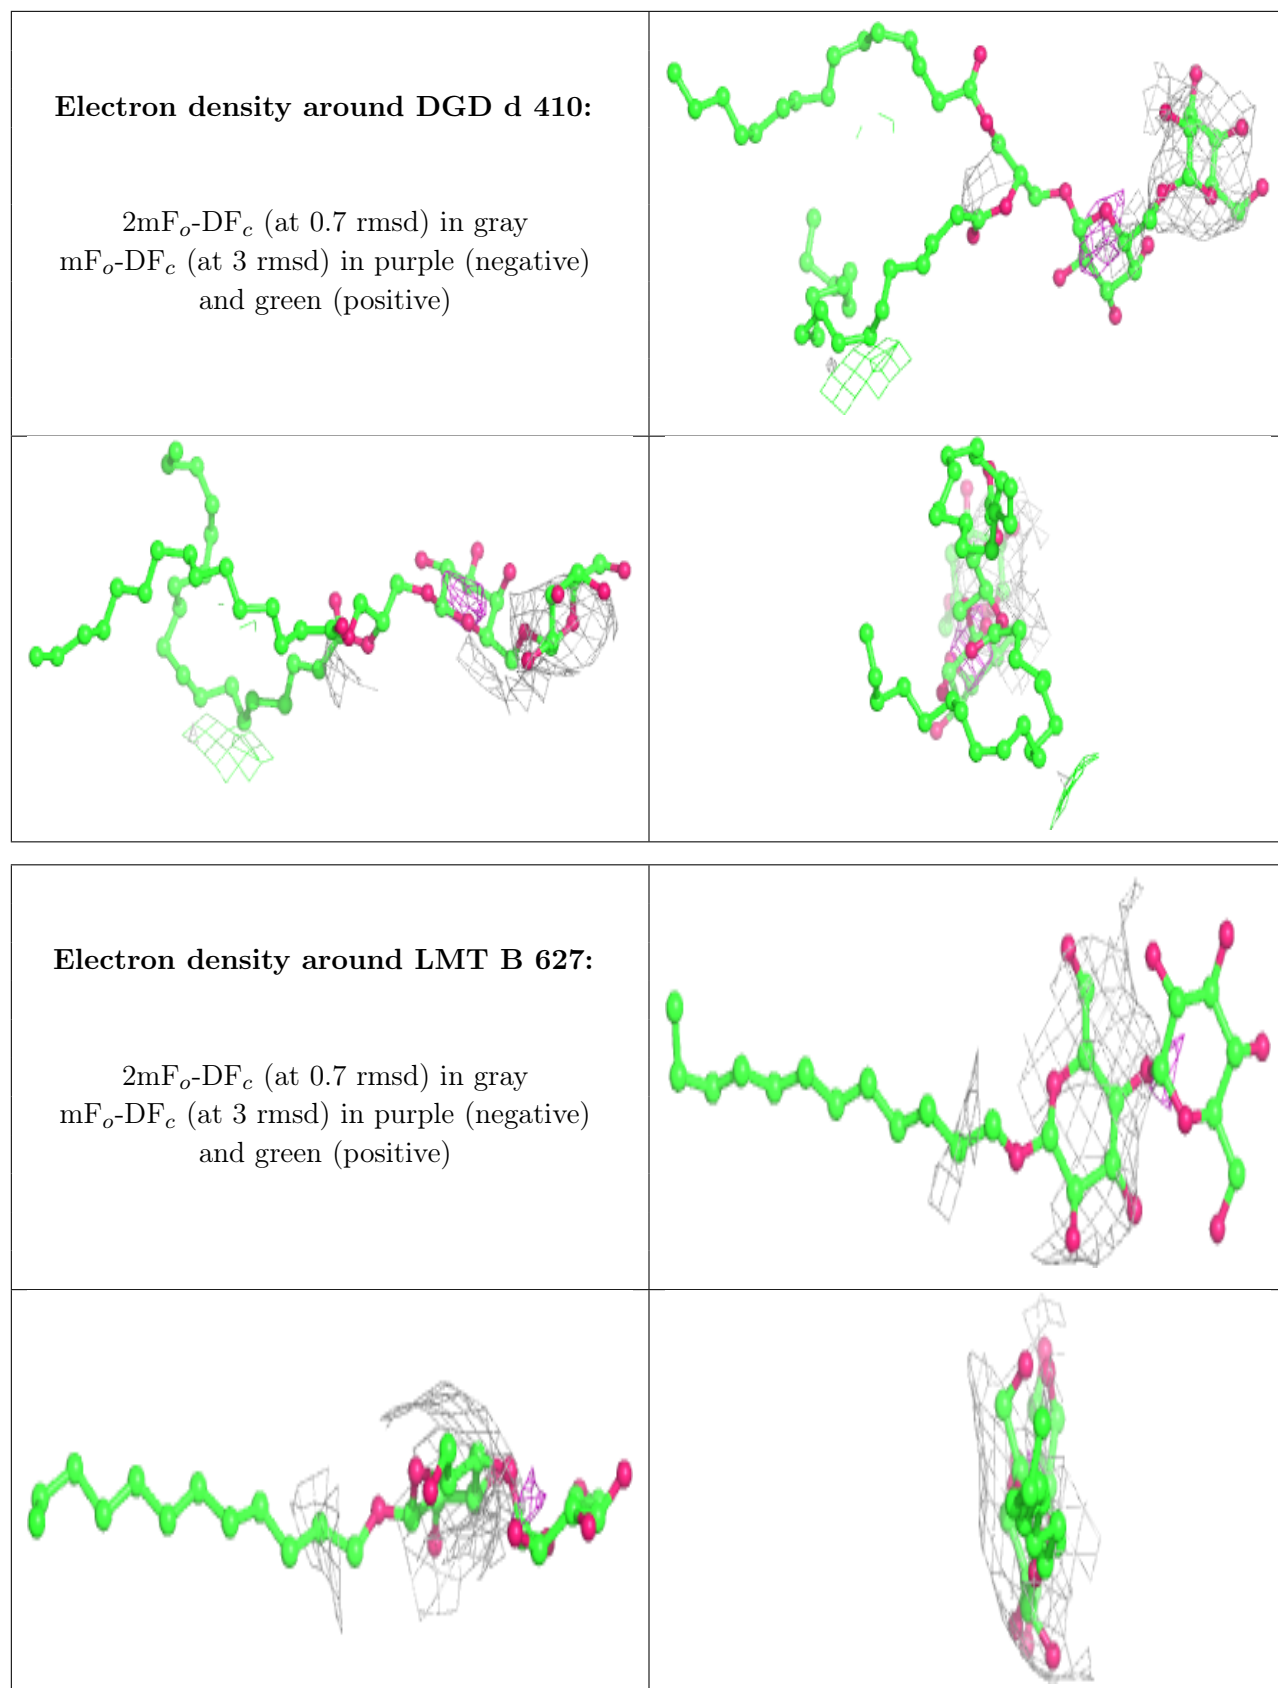 Electron density around DGD d 410:
2mFo-DFc (at 0.7 rmsd) in gray
mFo-DFc (at 3 rmsd) in purple (negative)
and green (positive)
Electron density around LMT B 627:
2mFo-DFc (at 0.7 rmsd) in gray
mFo-DFc (at 3 rmsd) in purple (negative)
and green (positive)